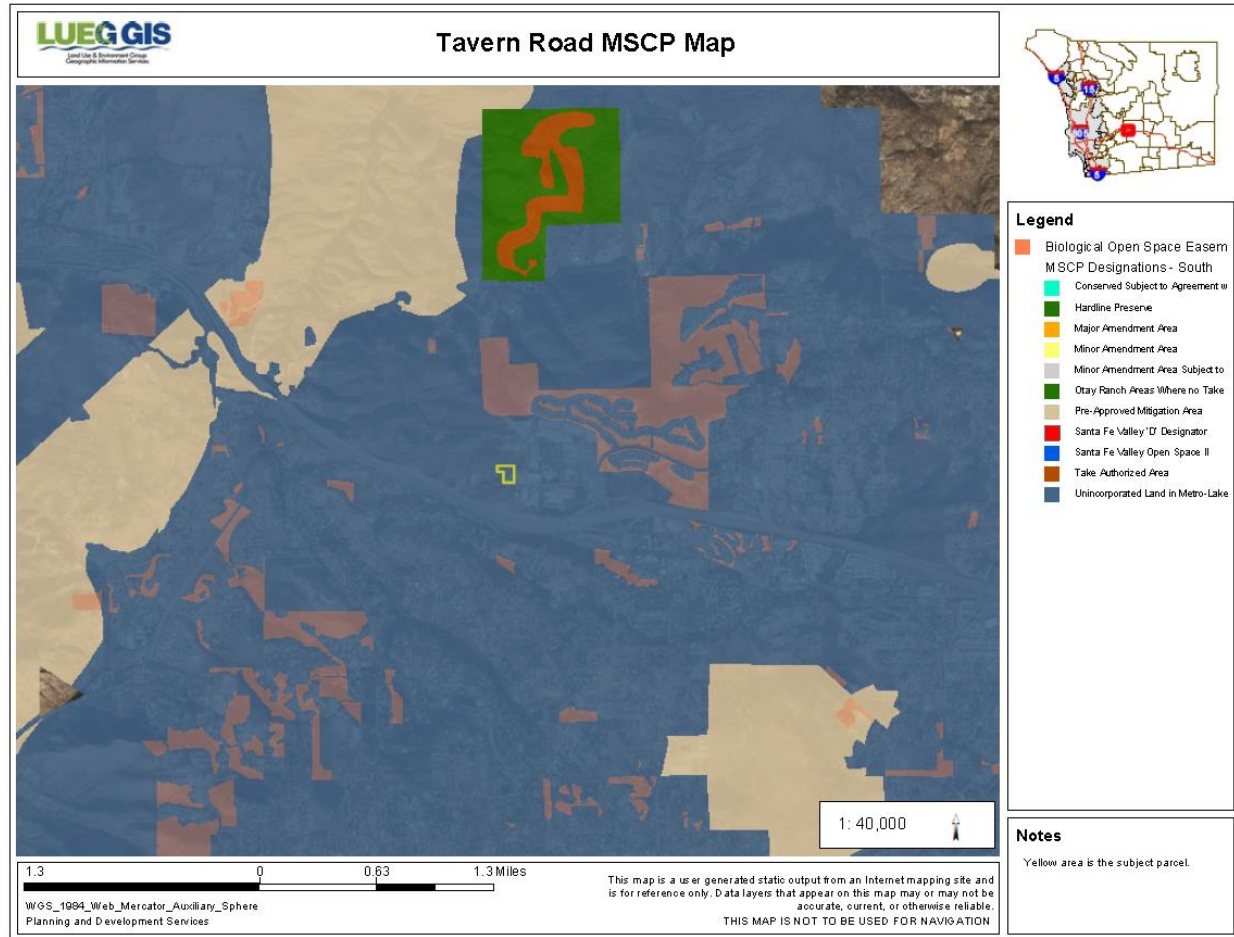 LUEG GIS
Land Use & Environment Group
Geographic Information Services
Tavern Road MSCP Map
5
15
805
8
5
Legend
Biological Open Space Easem
MSCP Designations - South
Conserved Subject to Agreement w
Hardline Preserve
Major Amendment Area
Minor Amendment Area
Minor Amendment Area Subject to
Otay Ranch Areas Where no Take
Pre-Approved Mitigation Area
Santa Fe Valley 'D' Designator
Santa Fe Valley Open Space II
Take Authorized Area
Unincorporated Land in Metro-Lake
1: 40,000
Notes
Yellow area is the subject parcel.
1.3 0 0.63 1.3 Miles
WGS_1984_Web_Mercator_Auxiliary_Sphere
Planning and Development Services
This map is a user generated static output from an Internet mapping site and
is for reference only. Data layers that appear on this map may or may not be
accurate, current, or otherwise reliable.
THIS MAP IS NOT TO BE USED FOR NAVIGATION